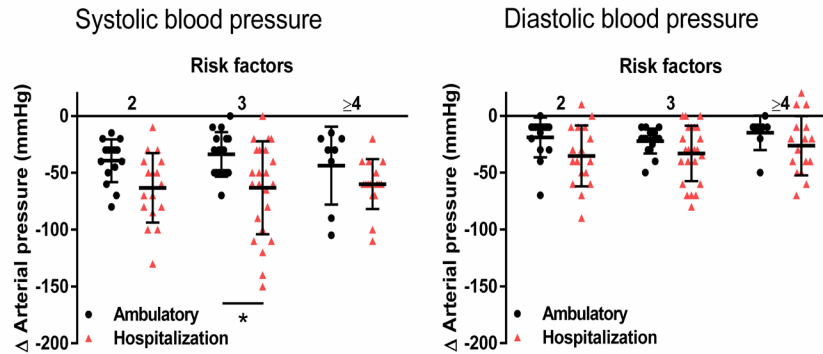 Systolic blood pressure
Risk factors
2 3 ≥4
0
-50
-100
-150
-200
Δ Arterial pressure (mmHg)
Ambulatory
Hospitalization
*
Diastolic blood pressure
Risk factors
2 3 ≥4
0
-50
-100
-150
-200
Δ Arterial pressure (mmHg)
Ambulatory
Hospitalization